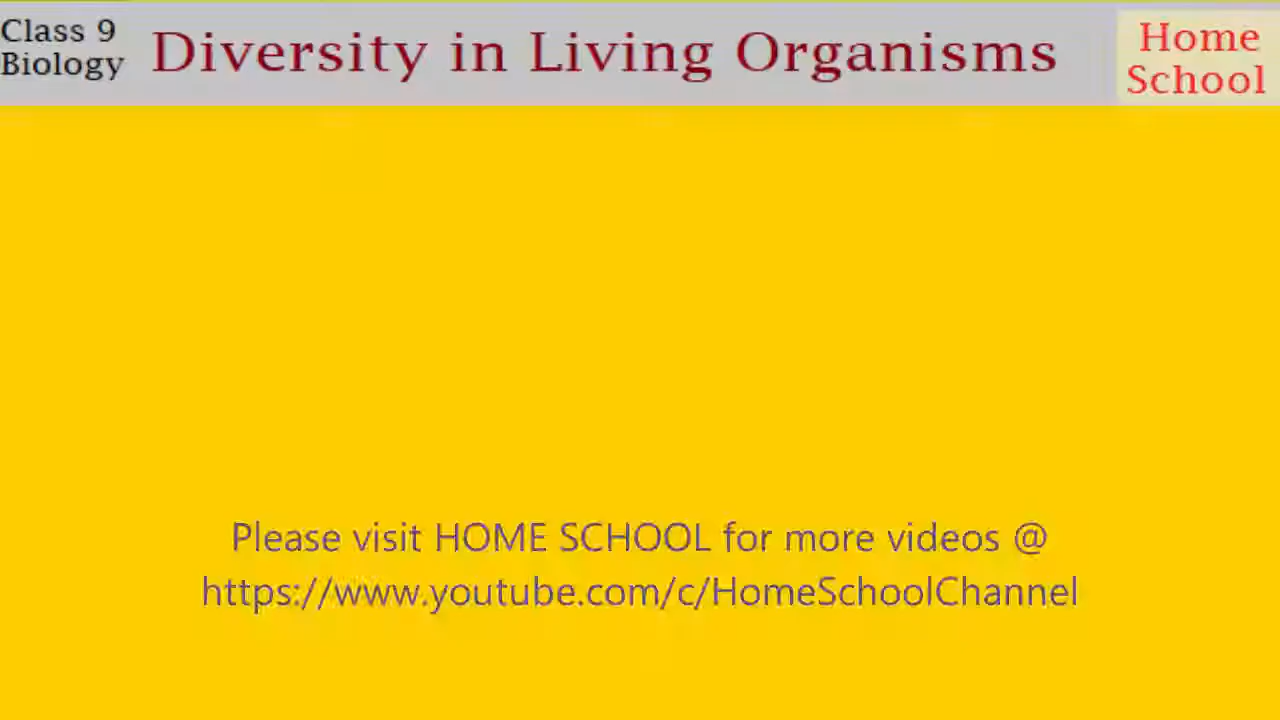 Class 9
Biology
Diversity in Living Organisms
Home
School
Please visit HOME SCHOOL for more videos @
https://www.youtube.com/c/HomeSchoolChannel